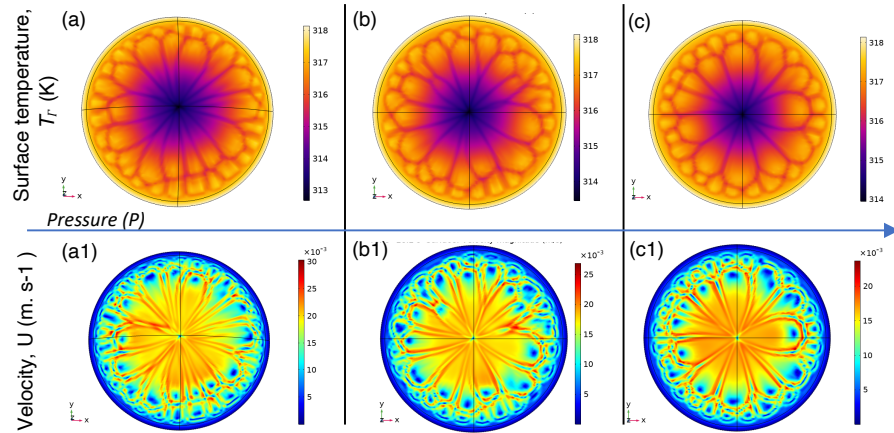 Surface temperature,
T_Γ (K)
(a)
318
317
316
315
314
313
y
z x
(b)
318
317
316
315
314
y
z x
(c)
318
317
316
315
314
y
z x
Pressure (P)
Velocity, U (m. s-1)
(a1)
×10⁻³
30
25
20
15
10
5
y
z x
(b1)
×10⁻³
25
20
15
10
5
y
z x
(c1)
×10⁻³
20
15
10
5
y
z x